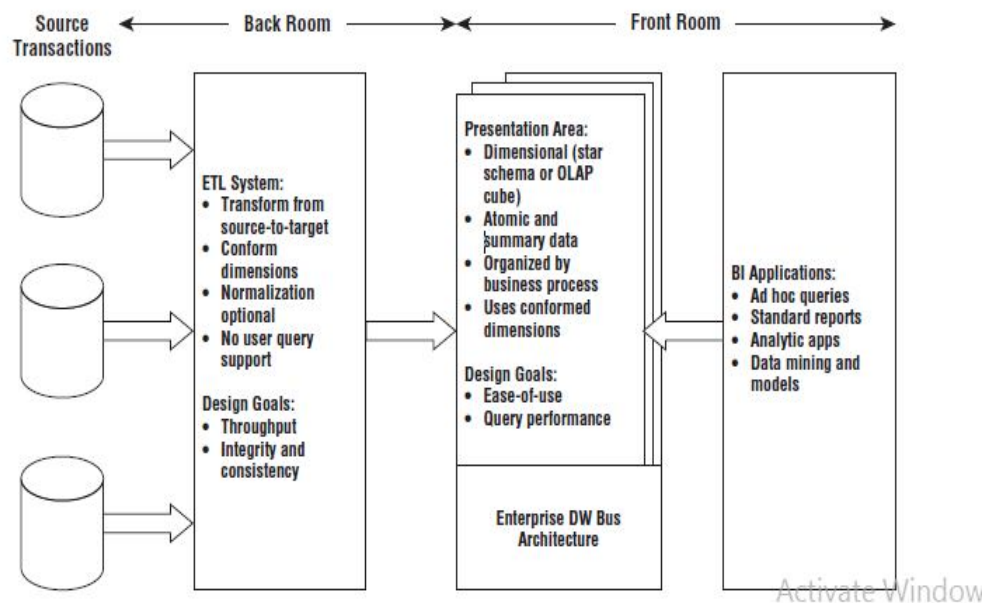 Source
Transactions
Back Room
Front Room
ETL System:
• Transform from
source-to-target
• Conform
dimensions
• Normalization
optional
• No user query
support
Design Goals:
• Throughput
• Integrity and
consistency
Presentation Area:
• Dimensional (star
schema or OLAP
cube)
• Atomic and
summary data
• Organized by
business process
• Uses conformed
dimensions
Design Goals:
• Ease-of-use
• Query performance
Enterprise DW Bus
Architecture
BI Applications:
• Ad hoc queries
• Standard reports
• Analytic apps
• Data mining and
models
Activate Window